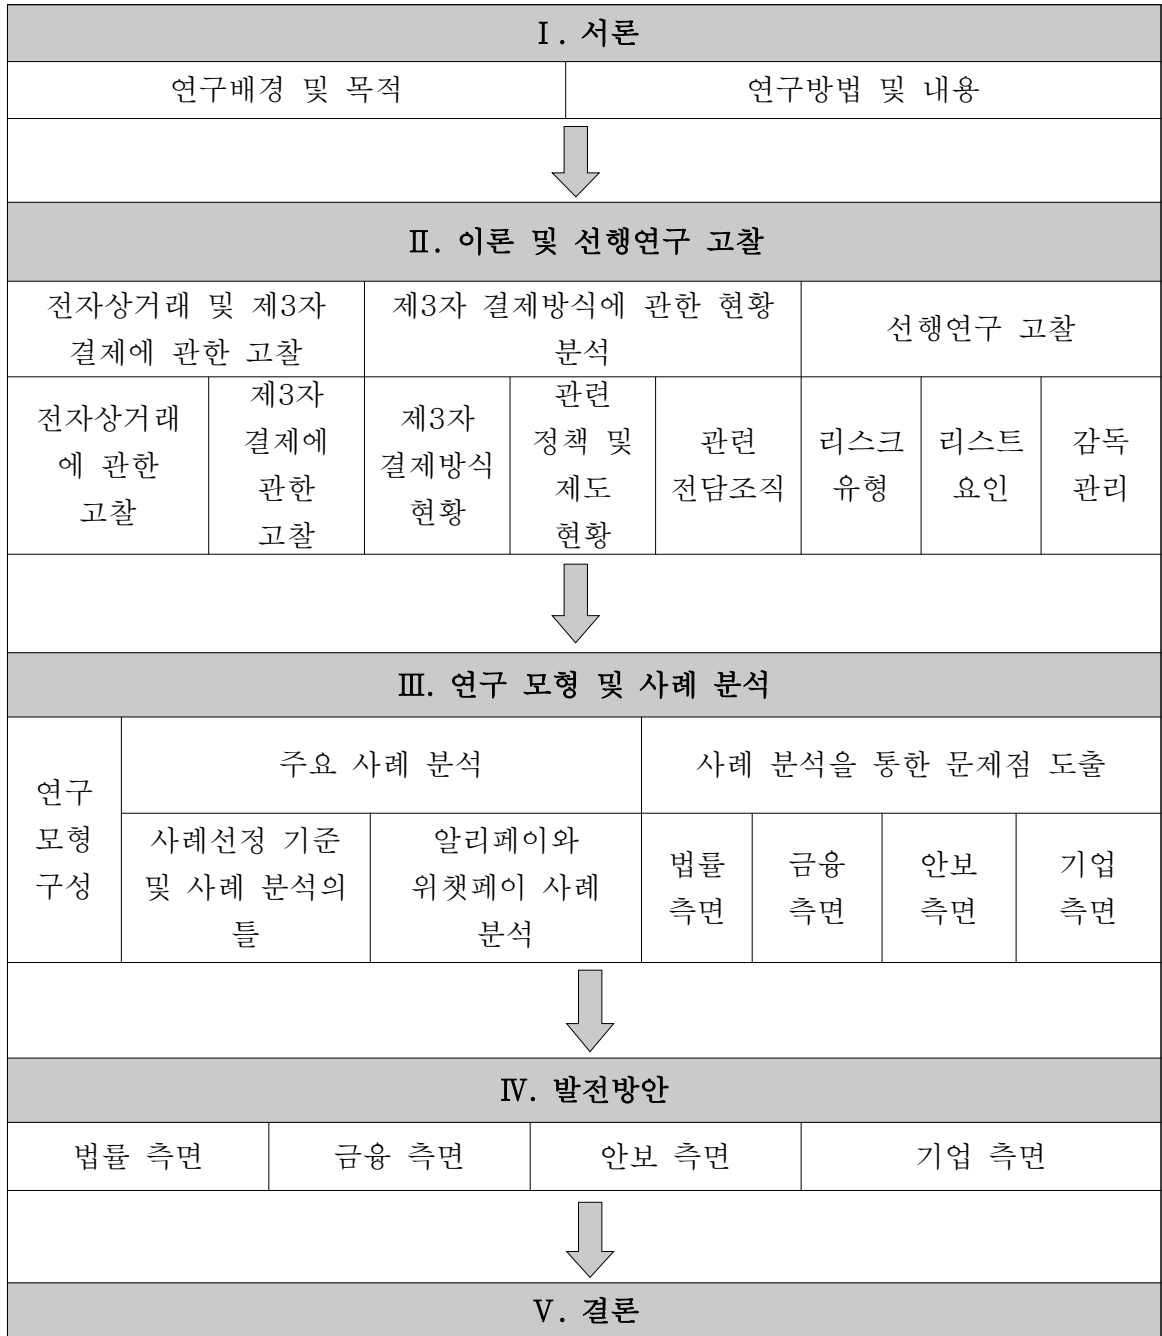 Ⅰ. 서론
연구배경 및 목적
연구방법 및 내용
Ⅱ. 이론 및 선행연구 고찰
전자상거래 및 제3자
결제에 관한 고찰
제3자 결제방식에 관한 현황
분석
선행연구 고찰
전자상거래
에 관한
고찰
제3자
결제에
관한
고찰
제3자
결제방식
현황
관련
정책 및
제도
현황
관련
전담조직
리스크
유형
리스트
요인
감독
관리
Ⅲ. 연구 모형 및 사례 분석
연구
모형
구성
주요 사례 분석
사례 분석을 통한 문제점 도출
사례선정 기준
및 사례 분석의
틀
알리페이와
위챗페이 사례
분석
법률
측면
금융
측면
안보
측면
기업
측면
Ⅳ. 발전방안
법률 측면
금융 측면
안보 측면
기업 측면
Ⅴ. 결론